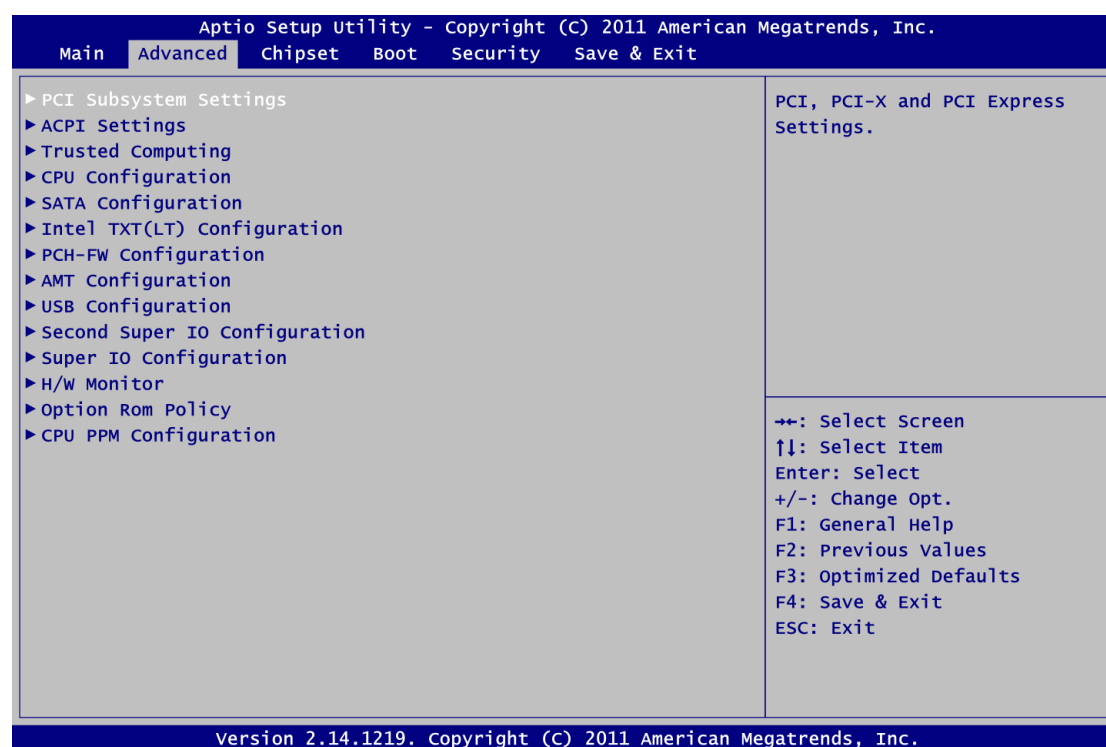 Aptio Setup Utility – Copyright (C) 2011 American Megatrends, Inc.
Main Advanced Chipset Boot Security Save & Exit
►PCI Subsystem Settings
►ACPI Settings
►Trusted Computing
►CPU Configuration
►SATA Configuration
►Intel TXT(LT) Configuration
►PCH-FW Configuration
►AMT Configuration
►USB Configuration
►Second Super IO Configuration
►Super IO Configuration
►H/W Monitor
►Option Rom Policy
►CPU PPM Configuration
PCI, PCI-X and PCI Express
Settings.
→←: Select Screen
↑↓: Select Item
Enter: Select
+/-: Change Opt.
F1: General Help
F2: Previous Values
F3: Optimized Defaults
F4: Save & Exit
ESC: Exit
Version 2.14.1219. Copyright (C) 2011 American Megatrends, Inc.